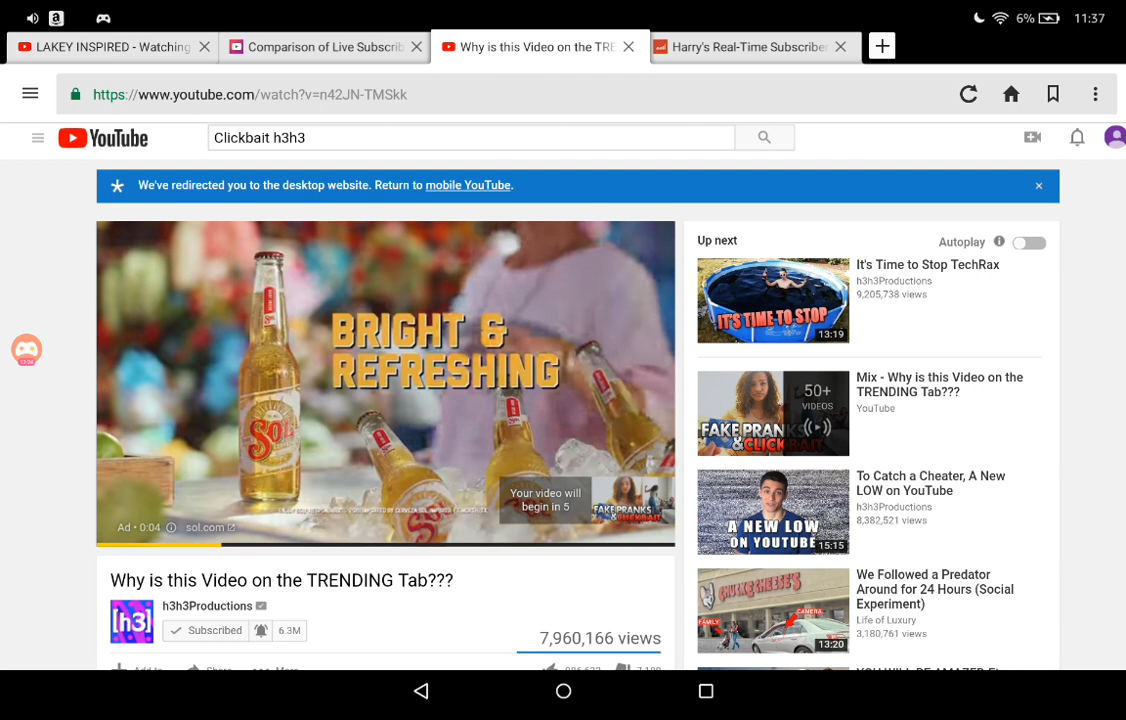 6% 11:37
LAKEY INSPIRED - Watching
Comparison of Live Subscrib
Why is this Video on the TRE
Harry's Real-Time Subscriber
https://www.youtube.com/watch?v=n42JN-TMSkk
YouTube
Clickbait h3h3
We've redirected you to the desktop website. Return to mobile YouTube.
BRIGHT &
REFRESHING
SOL
Your video will
begin in 5
FAKE PRANKS
& CLICKBAIT
Ad • 0:04 sol.com
Why is this Video on the TRENDING Tab???
[h3]
h3h3Productions
Subscribed 6.3M
7,960,166 views
Add to Share More
Up next Autoplay
IT'S TIME TO STOP
13:19
It's Time to Stop TechRax
h3h3Productions
9,205,738 views
50+
VIDEOS
FAKE PRANKS
& CLICK
Mix - Why is this Video on the
TRENDING Tab???
YouTube
A NEW LOW
ON YOUTUBE
15:15
To Catch a Cheater, A New
LOW on YouTube
h3h3Productions
8,382,521 views
CHUCK E CHEESE'S
FAMILY
CAMERA
13:20
We Followed a Predator
Around for 24 Hours (Social
Experiment)
Life of Luxury
3,180,761 views